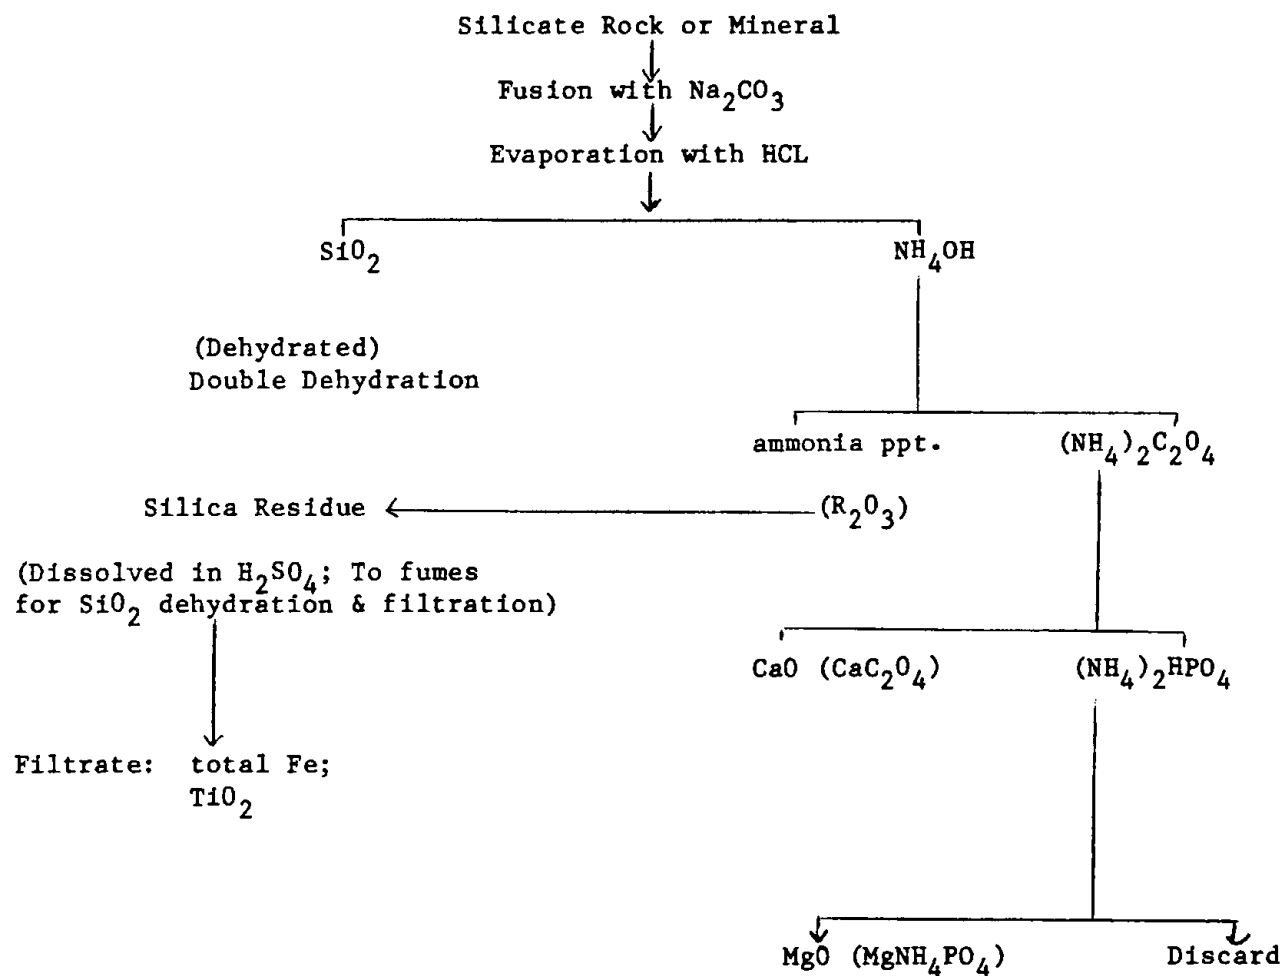 Silicate Rock or Mineral
Fusion with Na₂CO₃
Evaporation with HCL
SiO₂
NH₄OH
(Dehydrated)
Double Dehydration
ammonia ppt.
(NH₄)₂C₂O₄
Silica Residue
(R₂O₃)
(Dissolved in H₂SO₄; To fumes
for SiO₂ dehydration & filtration)
CaO (CaC₂O₄)
(NH₄)₂HPO₄
Filtrate: total Fe;
TiO₂
MgO (MgNH₄PO₄)
Discard